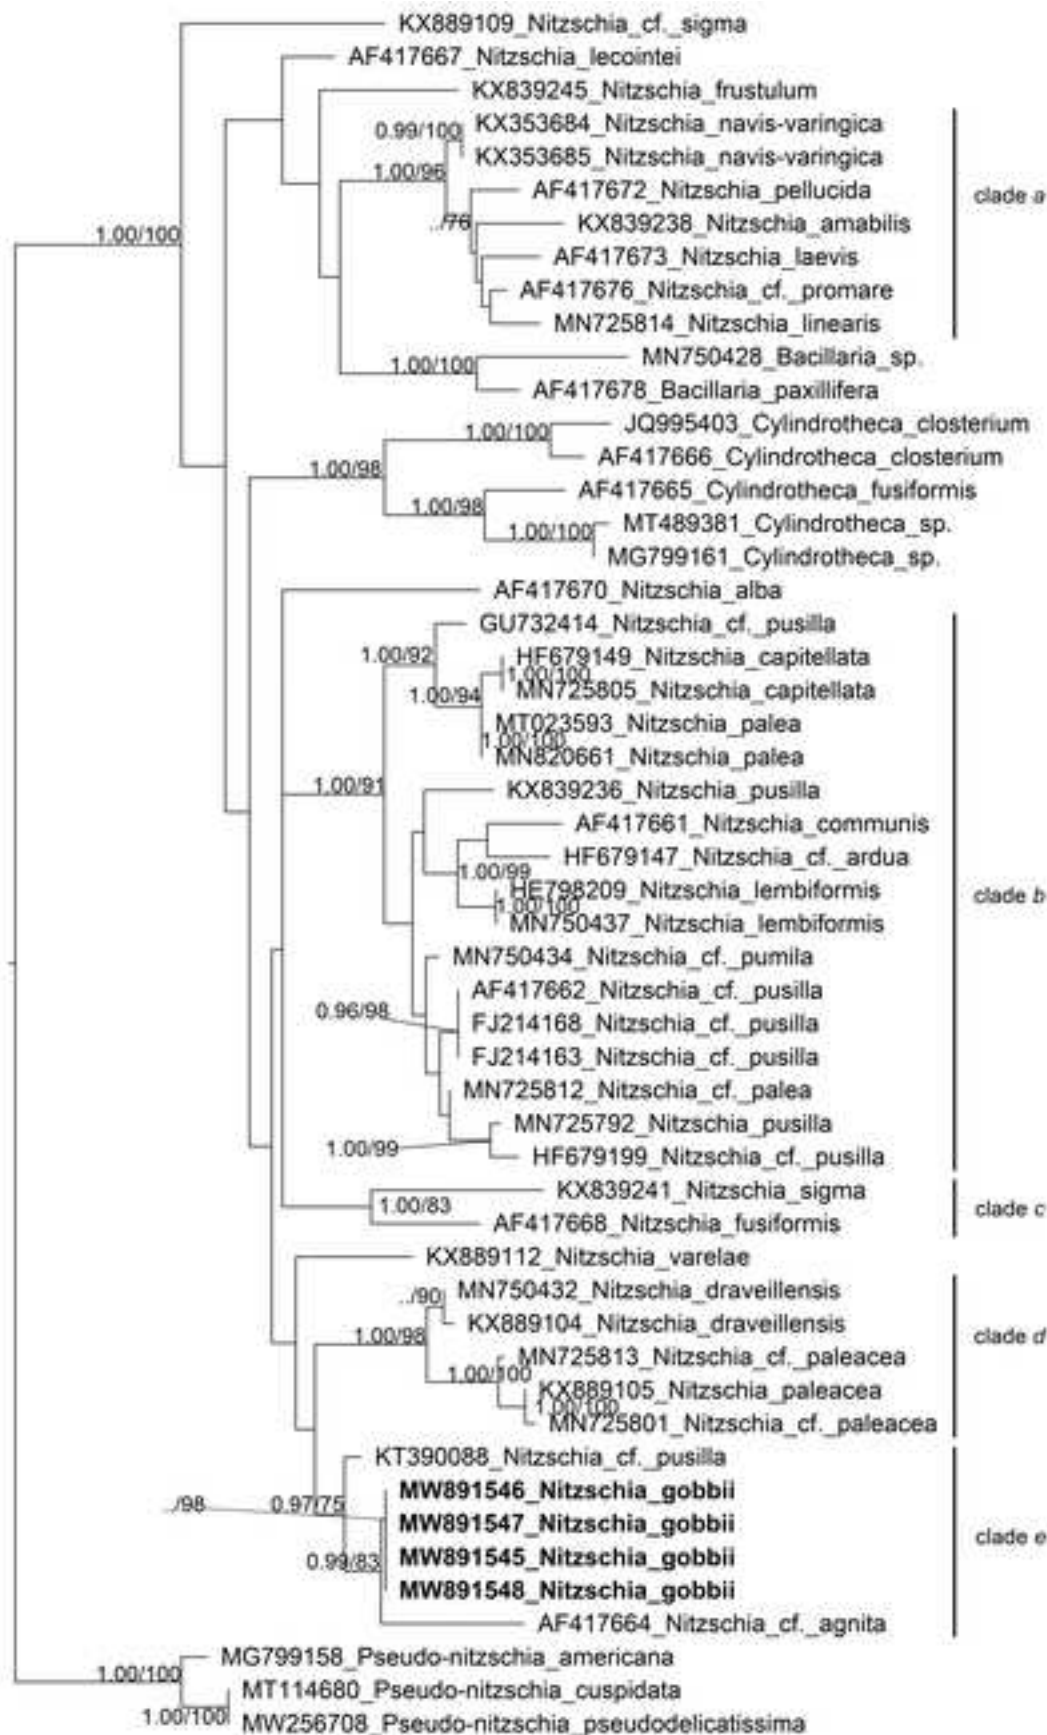 KX889109_Nitzschia_cf._sigma
AF417667_Nitzschia_lecointei
KX839245_Nitzschia_frustulum
0.99/100
KX353684_Nitzschia_navis-varingica
KX353685_Nitzschia_navis-varingica
1.00/96
AF417672_Nitzschia_pellucida
clade a
../76
KX839238_Nitzschia_amabilis
1.00/100
AF417673_Nitzschia_laevis
AF417676_Nitzschia_cf._promare
MN725814_Nitzschia_linearis
1.00/100
MN750428_Bacillaria_sp.
AF417678_Bacillaria_paxillifera
JQ995403_Cylindrotheca_closterium
1.00/100
AF417666_Cylindrotheca_closterium
1.00/98
AF417665_Cylindrotheca_fusiformis
1.00/98
MT489381_Cylindrotheca_sp.
1.00/100
MG799161_Cylindrotheca_sp.
AF417670_Nitzschia_alba
GU732414_Nitzschia_cf._pusilla
1.00/92
HF679149_Nitzschia_capitellata
1.00/100
1.00/94
MN725805_Nitzschia_capitellata
MT023593_Nitzschia_palea
1.00/100
MN820661_Nitzschia_palea
1.00/91
KX839236_Nitzschia_pusilla
AF417661_Nitzschia_communis
HF679147_Nitzschia_cf._ardua
1.00/99
HE798209_Nitzschia_lembiformis
clade b
1.00/100
MN750437_Nitzschia_lembiformis
MN750434_Nitzschia_cf._pumila
AF417662_Nitzschia_cf._pusilla
0.96/98
FJ214168_Nitzschia_cf._pusilla
FJ214163_Nitzschia_cf._pusilla
MN725812_Nitzschia_cf._palea
MN725792_Nitzschia_pusilla
1.00/99
HF679199_Nitzschia_cf._pusilla
KX839241_Nitzschia_sigma
1.00/83
clade c
AF417668_Nitzschia_fusiformis
KX889112_Nitzschia_varelae
../90
MN750432_Nitzschia_draveillensis
KX889104_Nitzschia_draveillensis
1.00/98
clade d
MN725813_Nitzschia_cf._paleacea
1.00/100
KX889105_Nitzschia_paleacea
1.00/100
MN725801_Nitzschia_cf._paleacea
KT390088_Nitzschia_cf._pusilla
MW891546_Nitzschia_gobbii
../98
0.97/75
MW891547_Nitzschia_gobbii
clade e
0.99/83
MW891545_Nitzschia_gobbii
MW891548_Nitzschia_gobbii
AF417664_Nitzschia_cf._agnita
MG799158_Pseudo-nitzschia_americana
1.00/100
MT114680_Pseudo-nitzschia_cuspidata
1.00/100
MW256708_Pseudo-nitzschia_pseudodelicatissima